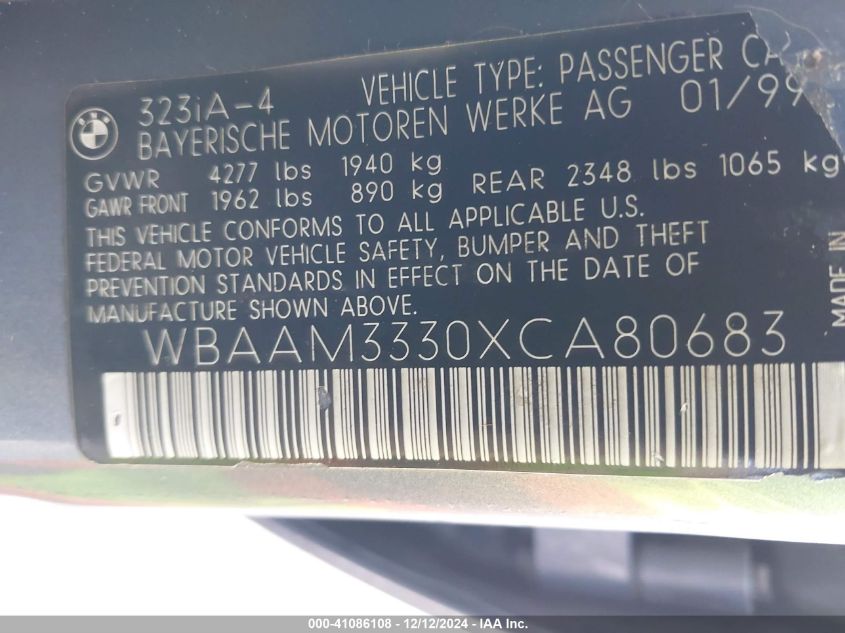 323iA-4 VEHICLE TYPE: PASSENGER
BAYERISCHE MOTOREN WERKE AG 01/99
GVWR 4277 lbs 1940 kg
GAWR FRONT 1962 lbs 890 kg REAR 2348 lbs 1065 kg
THIS VEHICLE CONFORMS TO ALL APPLICABLE U.S.
FEDERAL MOTOR VEHICLE SAFETY, BUMPER AND THEFT
PREVENTION STANDARDS IN EFFECT ON THE DATE OF
MANUFACTURE SHOWN ABOVE.
MADE IN
WBAAM3330XCA80683
000-41086108 - 12/12/2024 - IAAI.COM